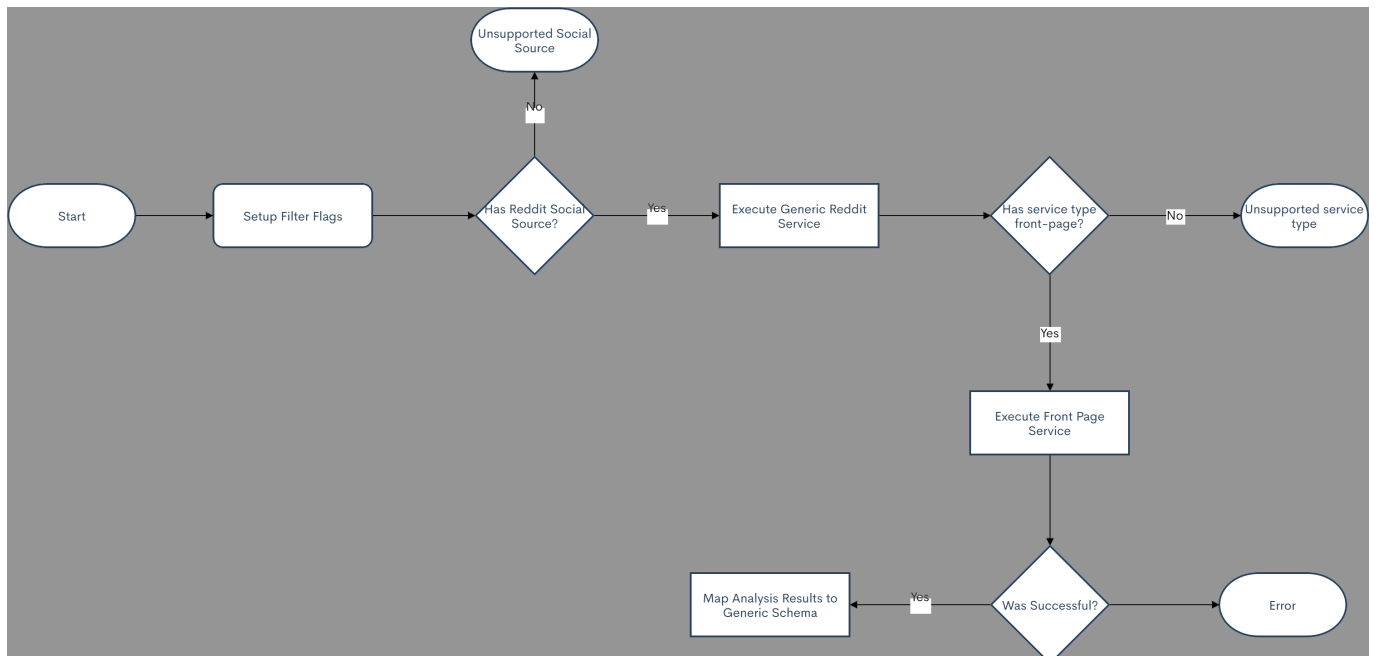 Unsupported Social
Source
No
Start
Setup Filter Flags
Has Reddit Social
Source?
Yes
Execute Generic Reddit
Service
Has service type
front-page?
No
Unsupported service
type
Yes
Execute Front Page
Service
Map Analysis Results to
Generic Schema
Yes
Was Successful?
Error